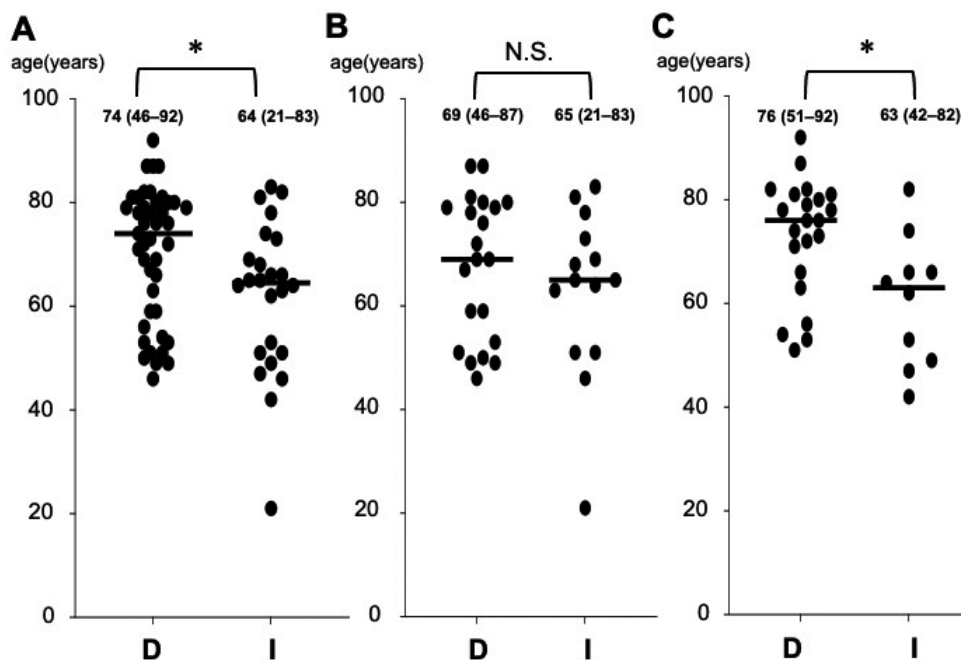 A
age(years)
*
74 (46–92)
64 (21–83)
100
80
60
40
20
0
D
I
B
age(years)
N.S.
69 (46–87)
65 (21–83)
100
80
60
40
20
0
D
I
C
age(years)
*
76 (51–92)
63 (42–82)
100
80
60
40
20
0
D
I